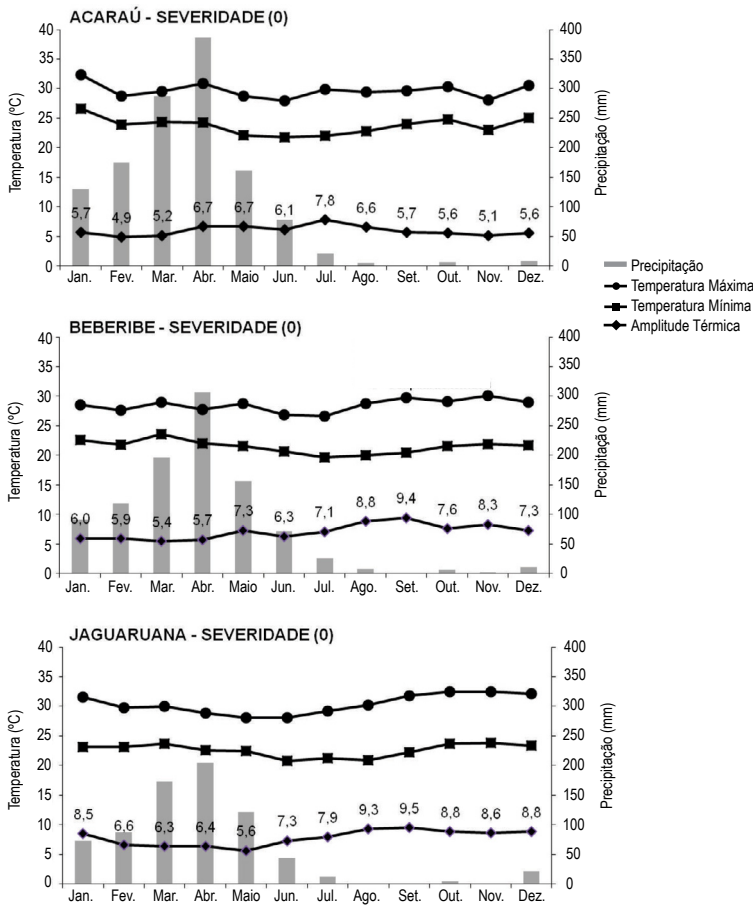 ACARAÚ - SEVERIDADE (0)
Temperatura (ºC)
40
35
30
25
20
15
10
5
0
5,7 4,9 5,2 6,7 6,7 6,1 7,8 6,6 5,7 5,6 5,1 5,6
Jan. Fev. Mar. Abr. Maio Jun. Jul. Ago. Set. Out. Nov. Dez.
400
350
300
250
200
150
100
50
0
Precipitação (mm)
Precipitação
Temperatura Máxima
Temperatura Mínima
Amplitude Térmica
BEBERIBE - SEVERIDADE (0)
Temperatura (ºC)
40
35
30
25
20
15
10
5
0
6,0 5,9 5,4 5,7 7,3 6,3 7,1 8,8 9,4 7,6 8,3 7,3
Jan. Fev. Mar. Abr. Maio Jun. Jul. Ago. Set. Out. Nov. Dez.
400
350
300
250
200
150
100
50
0
Precipitação (mm)
JAGUARUANA - SEVERIDADE (0)
Temperatura (ºC)
40
35
30
25
20
15
10
5
0
8,5 6,6 6,3 6,4 5,6 7,3 7,9 9,3 9,5 8,8 8,6 8,8
Jan. Fev. Mar. Abr. Maio Jun. Jul. Ago. Set. Out. Nov. Dez.
400
350
300
250
200
150
100
50
0
Precipitação (mm)